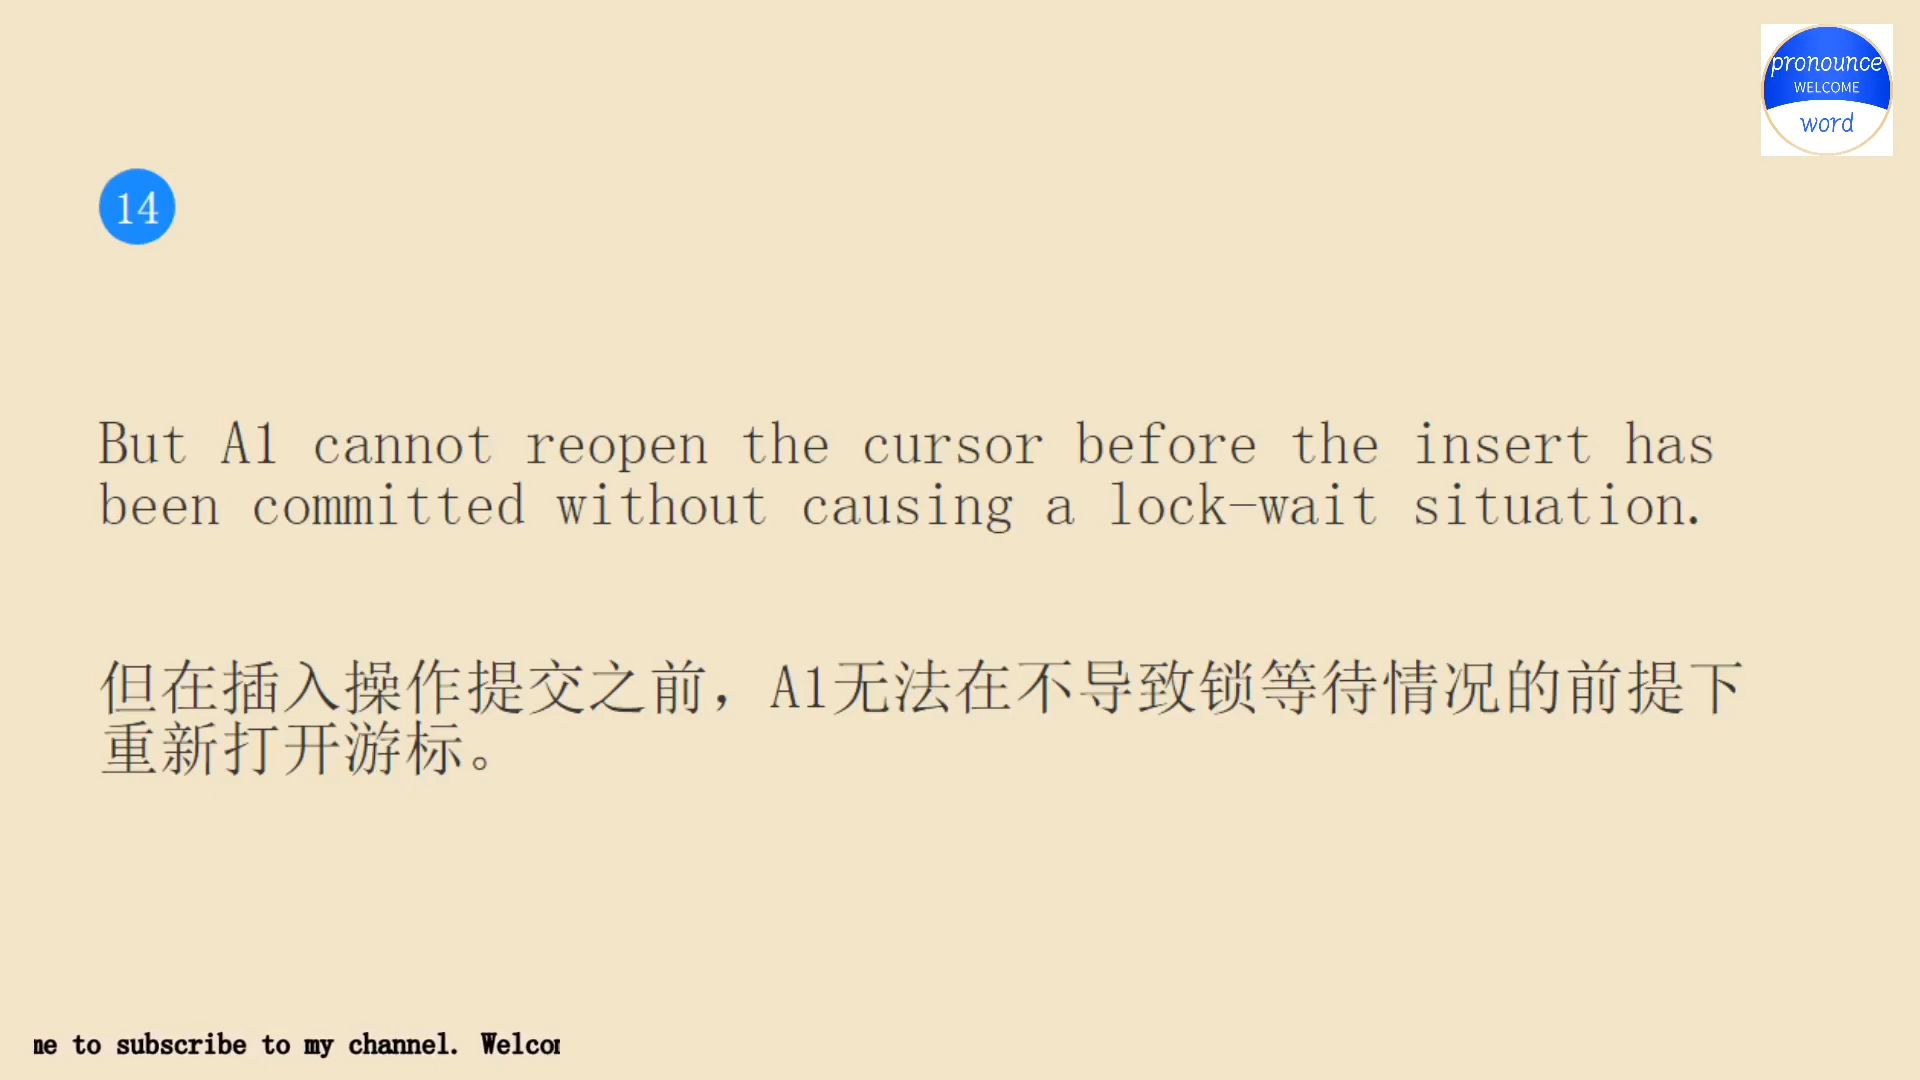 pronounce
WELCOME
word
14
But A1 cannot reopen the cursor before the insert has
been committed without causing a lock-wait situation.
但在插入操作提交之前，A1无法在不导致锁等待情况的前提下
重新打开游标。
me to subscribe to my channel. Welcom